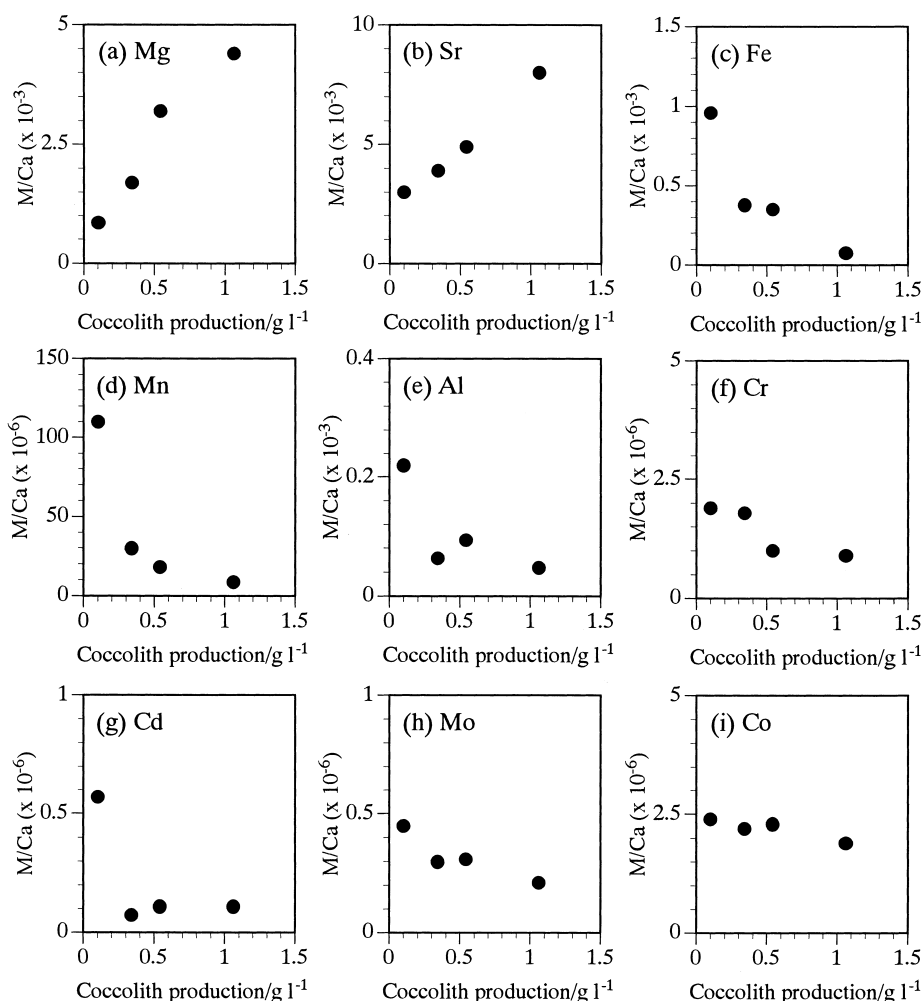 (a) Mg
M/Ca (x 10⁻³)
5
2.5
0
0 0.5 1 1.5
Coccolith production/g l⁻¹
(b) Sr
M/Ca (x 10⁻³)
10
5
0
0 0.5 1 1.5
Coccolith production/g l⁻¹
(c) Fe
M/Ca (x 10⁻³)
1.5
1
0.5
0
0 0.5 1 1.5
Coccolith production/g l⁻¹
(d) Mn
M/Ca (x 10⁻⁶)
150
100
50
0
0 0.5 1 1.5
Coccolith production/g l⁻¹
(e) Al
M/Ca (x 10⁻³)
0.4
0.2
0
0 0.5 1 1.5
Coccolith production/g l⁻¹
(f) Cr
M/Ca (x 10⁻⁶)
5
2.5
0
0 0.5 1 1.5
Coccolith production/g l⁻¹
(g) Cd
M/Ca (x 10⁻⁶)
1
0.5
0
0 0.5 1 1.5
Coccolith production/g l⁻¹
(h) Mo
M/Ca (x 10⁻⁶)
1
0.5
0
0 0.5 1 1.5
Coccolith production/g l⁻¹
(i) Co
M/Ca (x 10⁻⁶)
5
2.5
0
0 0.5 1 1.5
Coccolith production/g l⁻¹